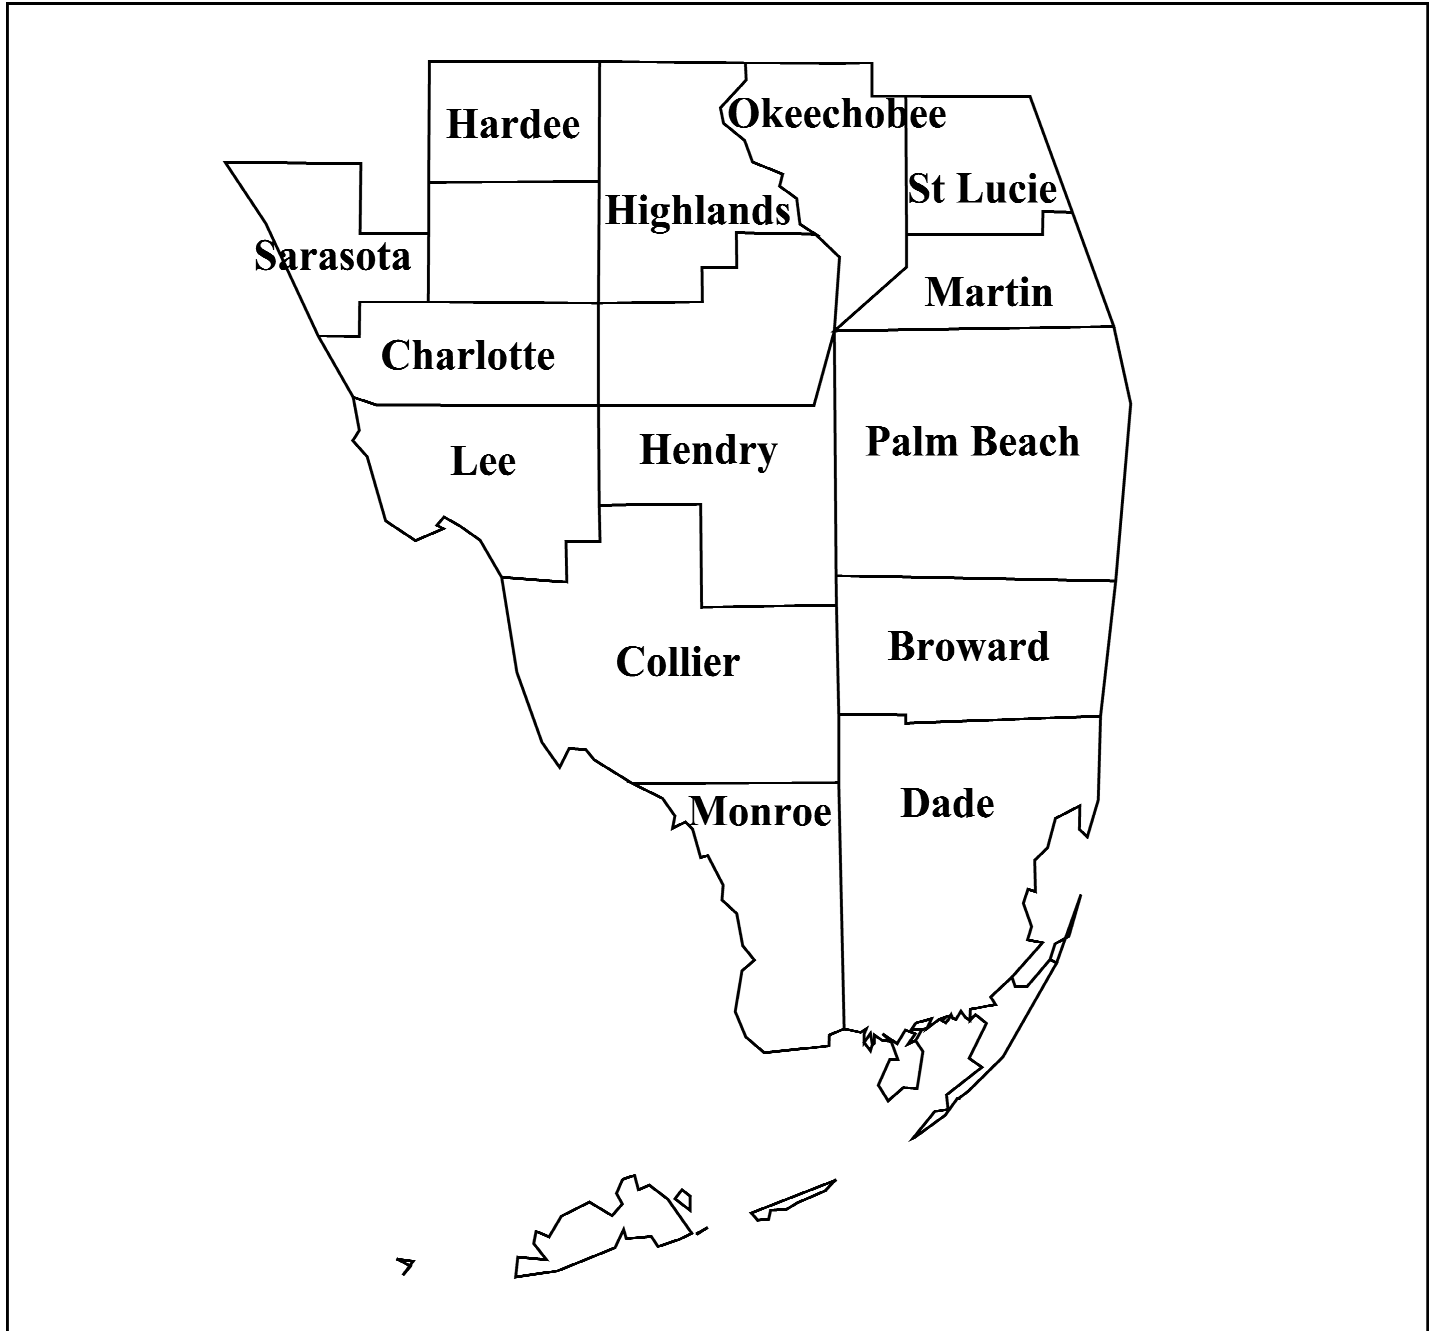 Okeechobee
Hardee
St Lucie
Highlands
Sarasota
Martin
Charlotte
Palm Beach
Hendry
Lee
Broward
Collier
Dade
Monroe